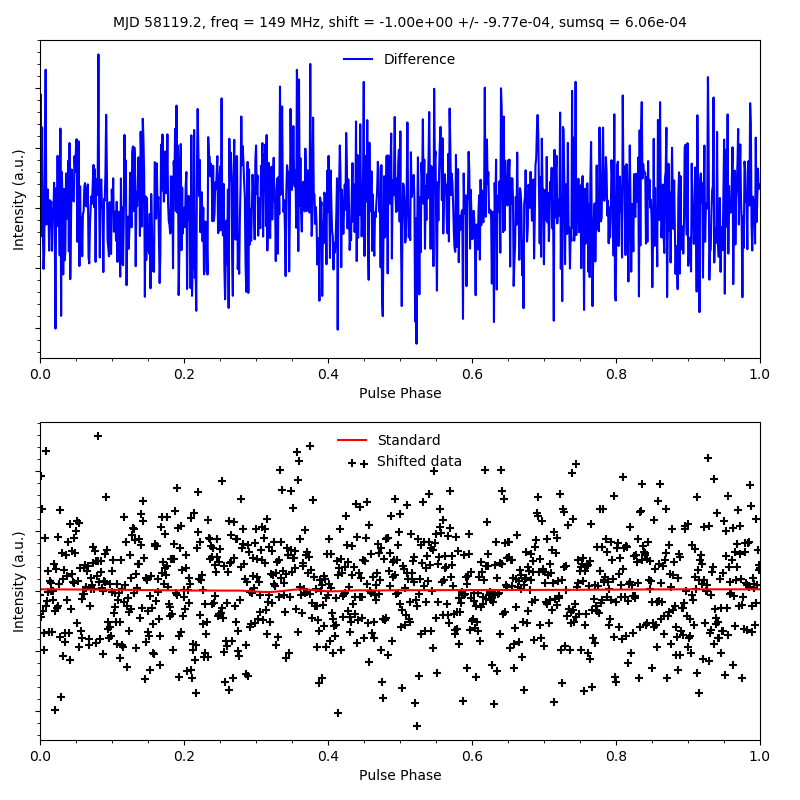 MJD 58119.2, freq = 149 MHz, shift = -1.00e+00 +/- -9.77e-04, sumsq = 6.06e-04
Difference
Intensity (a.u.)
0.0 0.2 0.4 0.6 0.8 1.0
Pulse Phase
Standard
Shifted data
Intensity (a.u.)
0.0 0.2 0.4 0.6 0.8 1.0
Pulse Phase